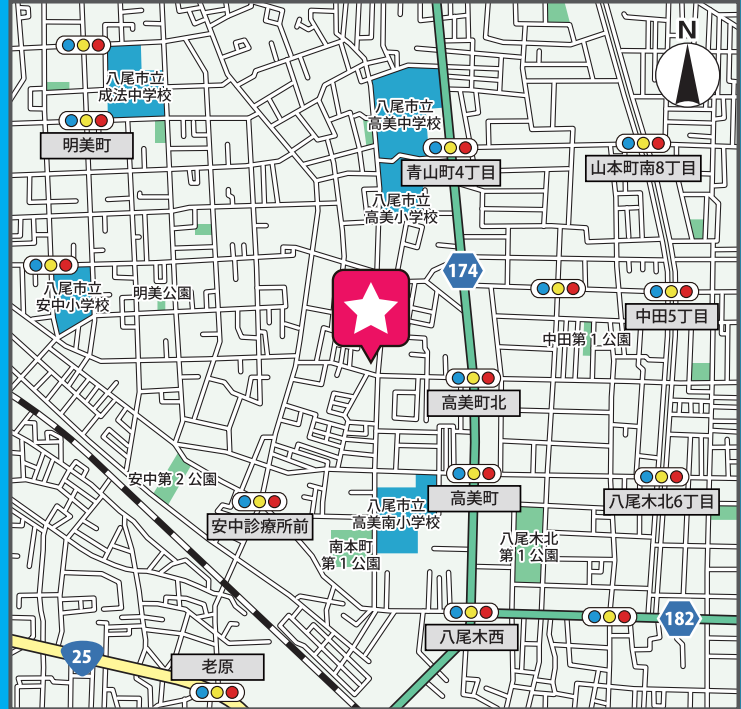 N
八尾市立
成法中学校
明美町
八尾市立
高美中学校
青山町4丁目
山本町南8丁目
八尾市立
高美小学校
174
八尾市立
安中小学校
明美公園
中田5丁目
中田第1公園
高美町北
安中第2公園
高美町
八尾木北6丁目
八尾市立
高美南小学校
安中診療所前
南本町
第1公園
八尾木北
第1公園
八尾木西
182
25
老原